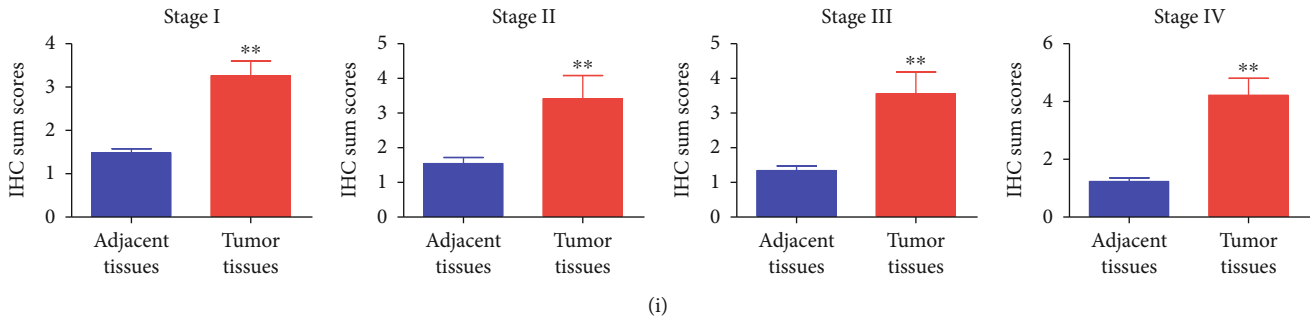 Stage I
IHC sum scores
4
3
2
1
0
**
Adjacent
tissues
Tumor
tissues
Stage II
IHC sum scores
5
4
3
2
1
0
**
Adjacent
tissues
Tumor
tissues
Stage III
IHC sum scores
5
4
3
2
1
0
**
Adjacent
tissues
Tumor
tissues
Stage IV
IHC sum scores
6
4
2
0
**
Adjacent
tissues
Tumor
tissues
(i)